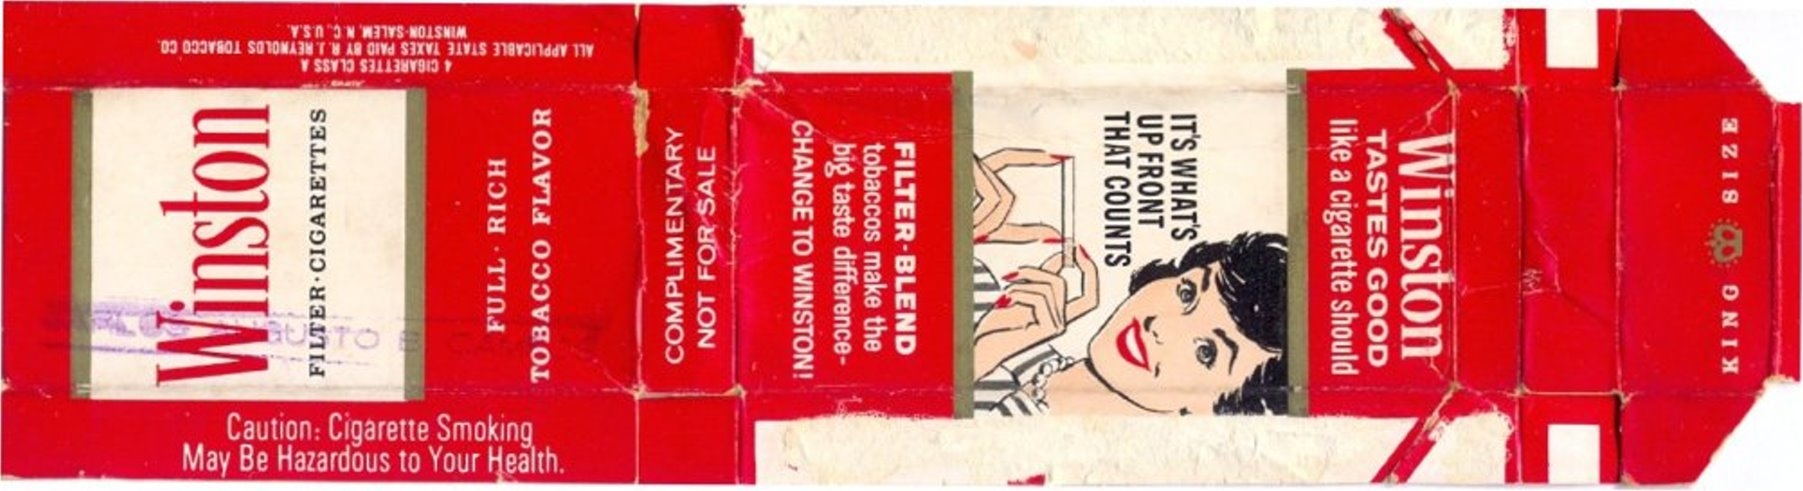 4 CIGARETTES CLASS A
ALL APPLICABLE STATE TAXES PAID BY R. J. REYNOLDS TOBACCO CO.
WINSTON-SALEM, N. C., U.S.A.
Winston
FILTER·CIGARETTES
FULL·RICH
TOBACCO FLAVOR
Caution: Cigarette Smoking
May Be Hazardous to Your Health.
COMPLIMENTARY
NOT FOR SALE
FILTER-BLEND
tobaccos make the
big taste difference-
CHANGE TO WINSTON!
IT'S WHAT'S
UP FRONT
THAT COUNTS
Winston
TASTES GOOD
like a cigarette should
KING SIZE